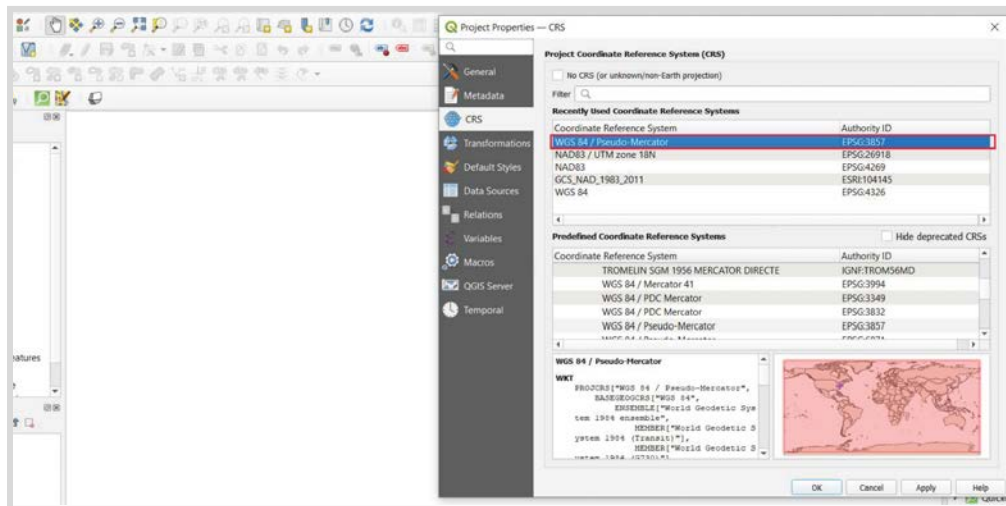 Project Properties — CRS
Project Coordinate Reference System (CRS)
No CRS (or unknown/non-Earth projection)
Filter
Recently Used Coordinate Reference Systems
Coordinate Reference System Authority ID
WGS 84 / Pseudo-Mercator EPSG:3857
NAD83 / UTM zone 18N EPSG:26918
NAD83 EPSG:4269
GCS_NAD_1983_2011 ESRI:104145
WGS 84 EPSG:4326
General
Metadata
CRS
Transformations
Default Styles
Data Sources
Relations
Variables
Macros
QGIS Server
Temporal
Predefined Coordinate Reference Systems Hide deprecated CRSs
Coordinate Reference System Authority ID
TROMELIN SGM 1956 MERCATOR DIRECTE IGNF:TROM56MD
WGS 84 / Mercator 41 EPSG:3994
WGS 84 / PDC Mercator EPSG:3349
WGS 84 / PDC Mercator EPSG:3832
WGS 84 / Pseudo-Mercator EPSG:3857
WGS 84 / Pseudo-Mercator
WKT
PROJCRS["WGS 84 / Pseudo-Mercator",
BASEGEOGCRS["WGS 84",
ENSEMBLE["World Geodetic Sys
tem 1984 ensemble",
MEMBER["World Geodetic S
ystem 1984 (Transit)"],
MEMBER["World Geodetic S
atures
OK Cancel Apply Help